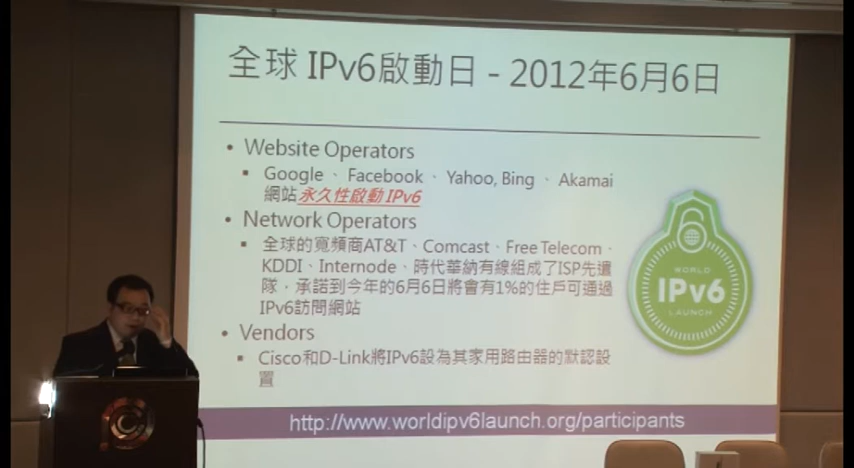 全球 IPv6啟動日 - 2012年6月6日
• Website Operators
▪ Google、Facebook、Yahoo, Bing、Akamai
網站永久性啟動 IPv6
• Network Operators
▪ 全球的寬頻商AT&T、Comcast、Free Telecom、
KDDI、Internode、時代華納有線組成了ISP先遣
隊，承諾到今年的6月6日將會有1%的住戶可通過
IPv6訪問網站
• Vendors
▪ Cisco和D-Link將IPv6設為其家用路由器的默認設
置
6
WORLD
IPv6
LAUNCH
http://www.worldipv6launch.org/participants